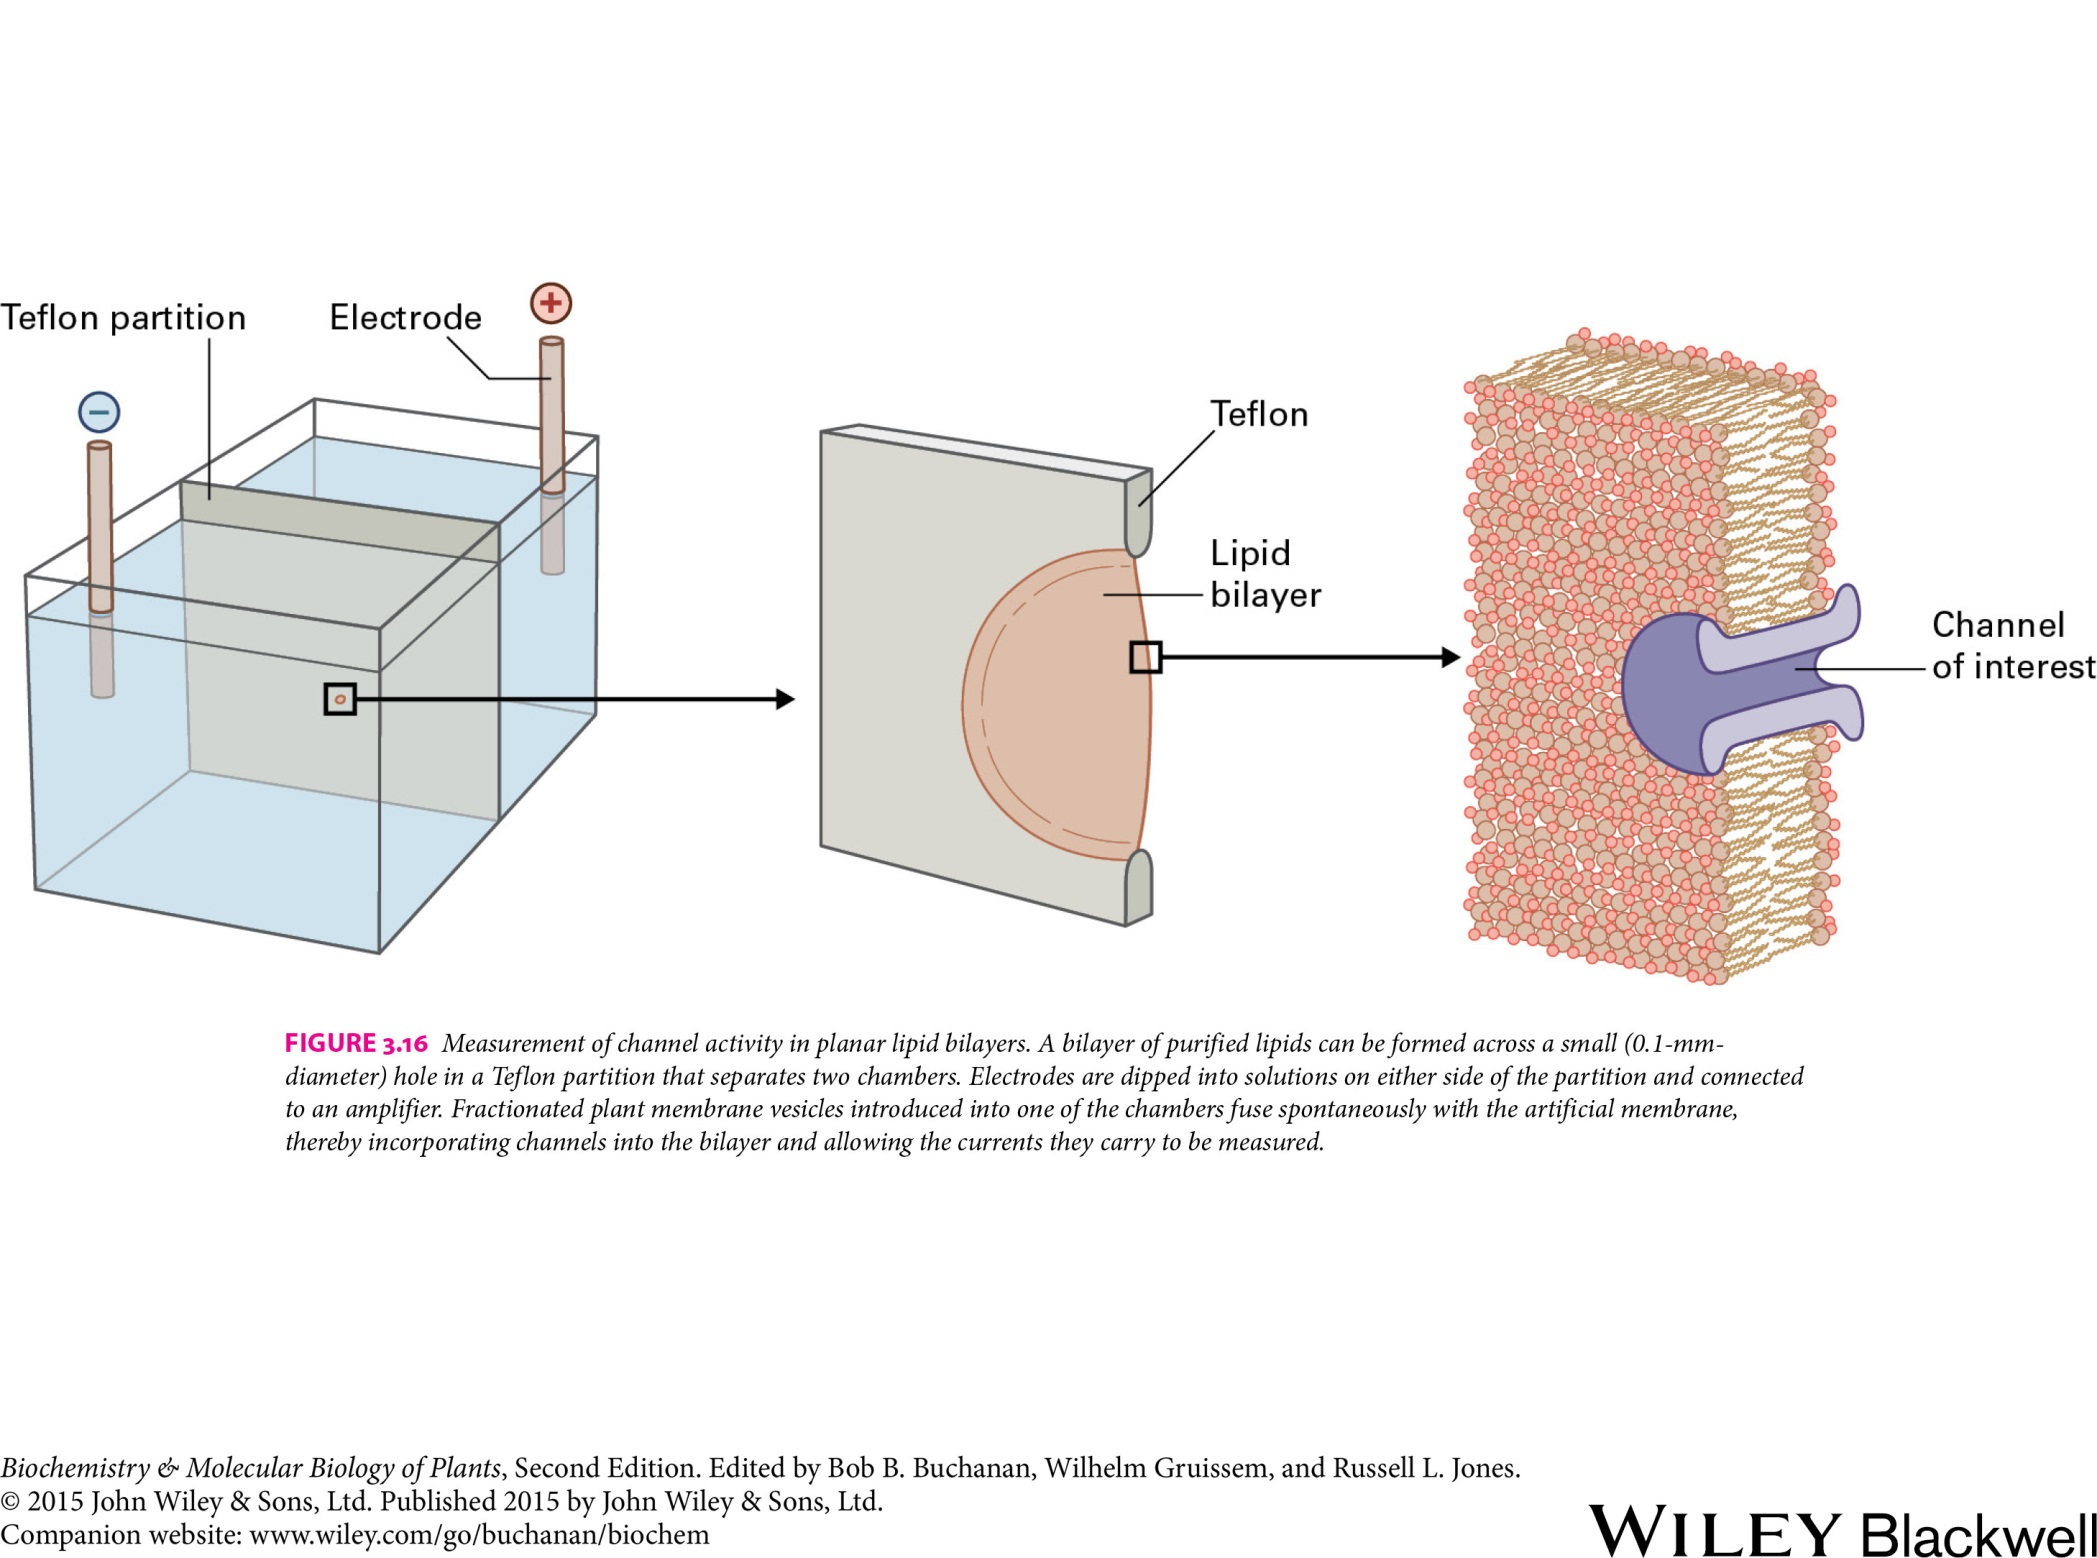 Teflon partition
Electrode
+
−
Teflon
Lipid
bilayer
Channel
of interest
FIGURE 3.16 Measurement of channel activity in planar lipid bilayers. A bilayer of purified lipids can be formed across a small (0.1-mm-
diameter) hole in a Teflon partition that separates two chambers. Electrodes are dipped into solutions on either side of the partition and connected
to an amplifier. Fractionated plant membrane vesicles introduced into one of the chambers fuse spontaneously with the artificial membrane,
thereby incorporating channels into the bilayer and allowing the currents they carry to be measured.
Biochemistry & Molecular Biology of Plants, Second Edition. Edited by Bob B. Buchanan, Wilhelm Gruissem, and Russell L. Jones.
© 2015 John Wiley & Sons, Ltd. Published 2015 by John Wiley & Sons, Ltd.
Companion website: www.wiley.com/go/buchanan/biochem
WILEY Blackwell